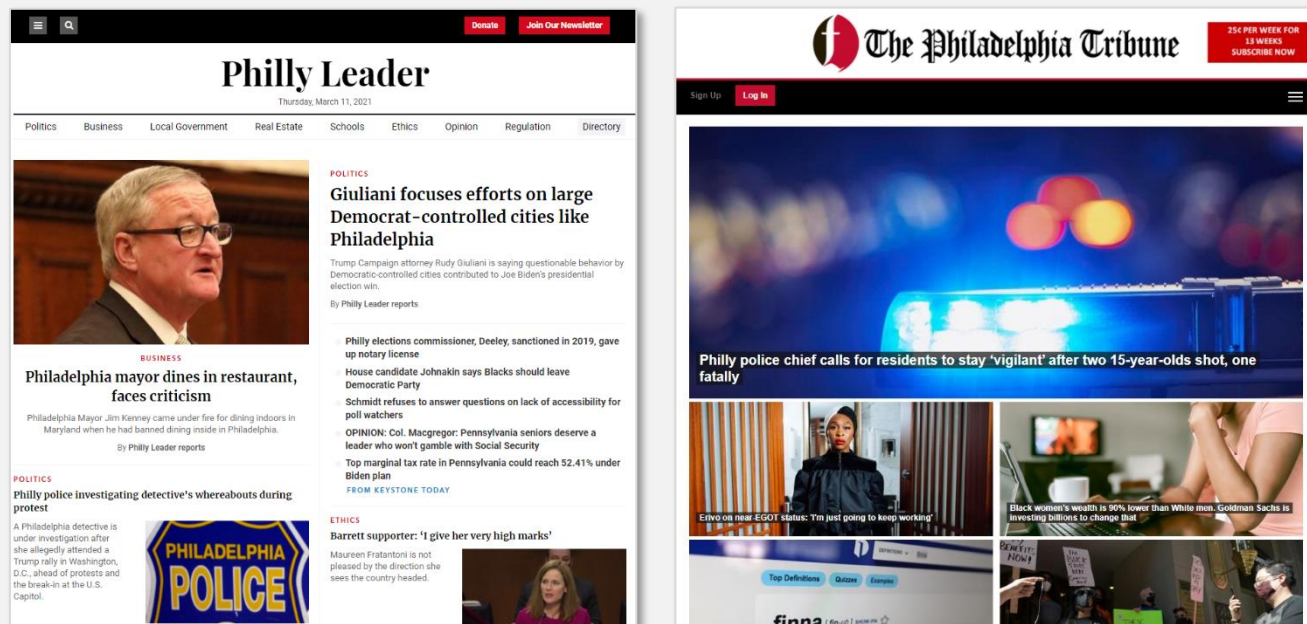 Donate
Join Our Newsletter
Philly Leader
Thursday, March 11, 2021
Politics
Business
Local Government
Real Estate
Schools
Ethics
Opinion
Regulation
Directory
BUSINESS
Philadelphia mayor dines in restaurant,
faces criticism
Philadelphia Mayor Jim Kenney came under fire for dining indoors in
Maryland when he had banned dining inside in Philadelphia.
By Philly Leader reports
POLITICS
Philly police investigating detective's whereabouts during
protest
A Philadelphia detective is
under investigation after
she allegedly attended a
Trump rally in Washington,
D.C., ahead of protests and
the break-in at the U.S.
Capitol.
PHILADELPHIA
POLICE
POLITICS
Giuliani focuses efforts on large
Democrat-controlled cities like
Philadelphia
Trump Campaign attorney Rudy Giuliani is saying questionable behavior by
Democratic-controlled cities contributed to Joe Biden's presidential
election win.
By Philly Leader reports
Philly elections commissioner, Deeley, sanctioned in 2019, gave
up notary license
House candidate Johnakin says Blacks should leave
Democratic Party
Schmidt refuses to answer questions on lack of accessibility for
poll watchers
OPINION: Col. Macgregor: Pennsylvania seniors deserve a
leader who won't gamble with Social Security
Top marginal tax rate in Pennsylvania could reach 52.41% under
Biden plan
FROM KEYSTONE TODAY
ETHICS
Barrett supporter: 'I give her very high marks'
Maureen Fratantoni is not
pleased by the direction she
sees the country headed.
t
The Philadelphia Tribune
25¢ PER WEEK FOR
13 WEEKS
SUBSCRIBE NOW
Sign Up
Log In
Philly police chief calls for residents to stay 'vigilant' after two 15-year-olds shot, one
fatally
Erivo on near-EGOT status: 'I'm just going to keep working'
Black women's wealth is 90% lower than White men. Goldman Sachs is
investing billions to change that
DEFINITIONS
Top Definitions
Quizzes
Examples
finna
BENEFITS
NOW!